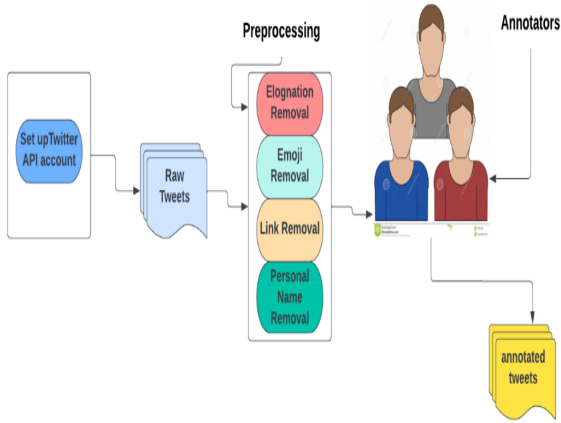 Preprocessing
Annotators
Set upTwitter
API account
Raw
Tweets
Elognation
Removal
Emoji
Removal
Link Removal
Personal
Name
Removal
annotated
tweets